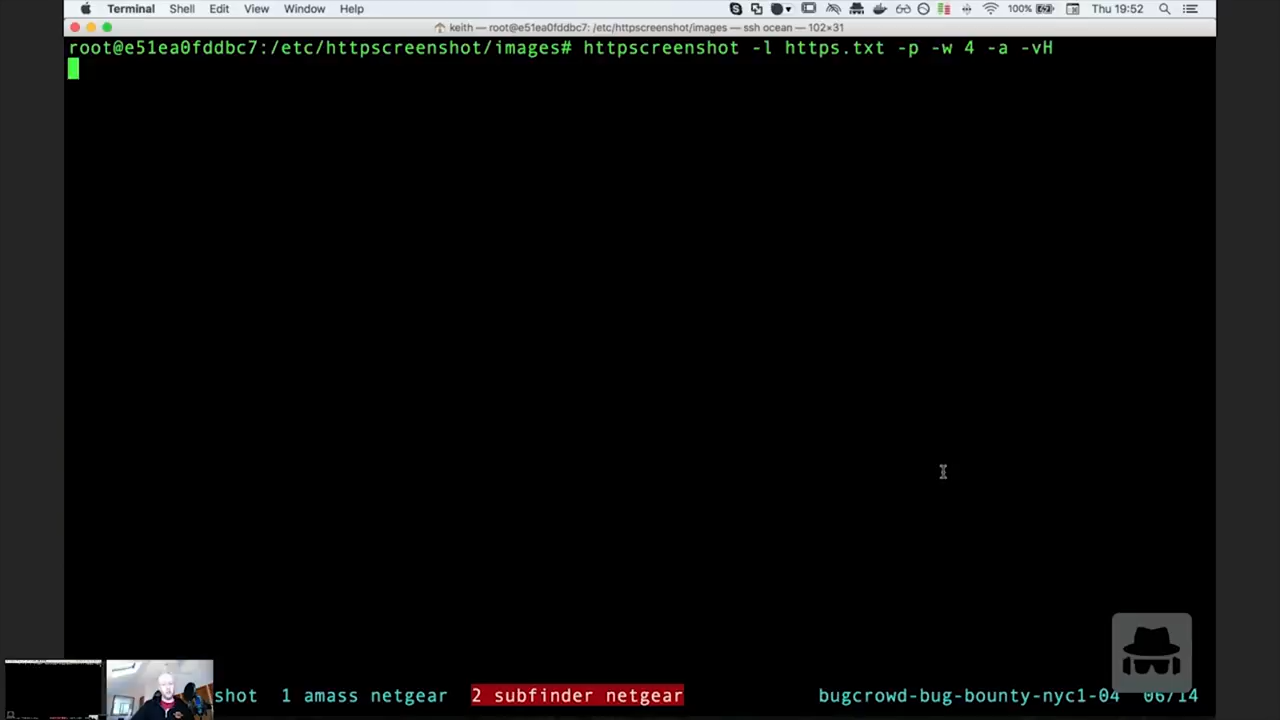 Terminal Shell Edit View Window Help 100% Thu 19:52
keith — root@e51ea0fddbc7: /etc/httpscreenshot/images — ssh ocean — 102×31
root@e51ea0fddbc7:/etc/httpscreenshot/images# httpscreenshot -l https.txt -p -w 4 -a -vH
shot 1 amass netgear 2 subfinder netgear bugcrowd-bug-bounty-nyc1-04 06/14